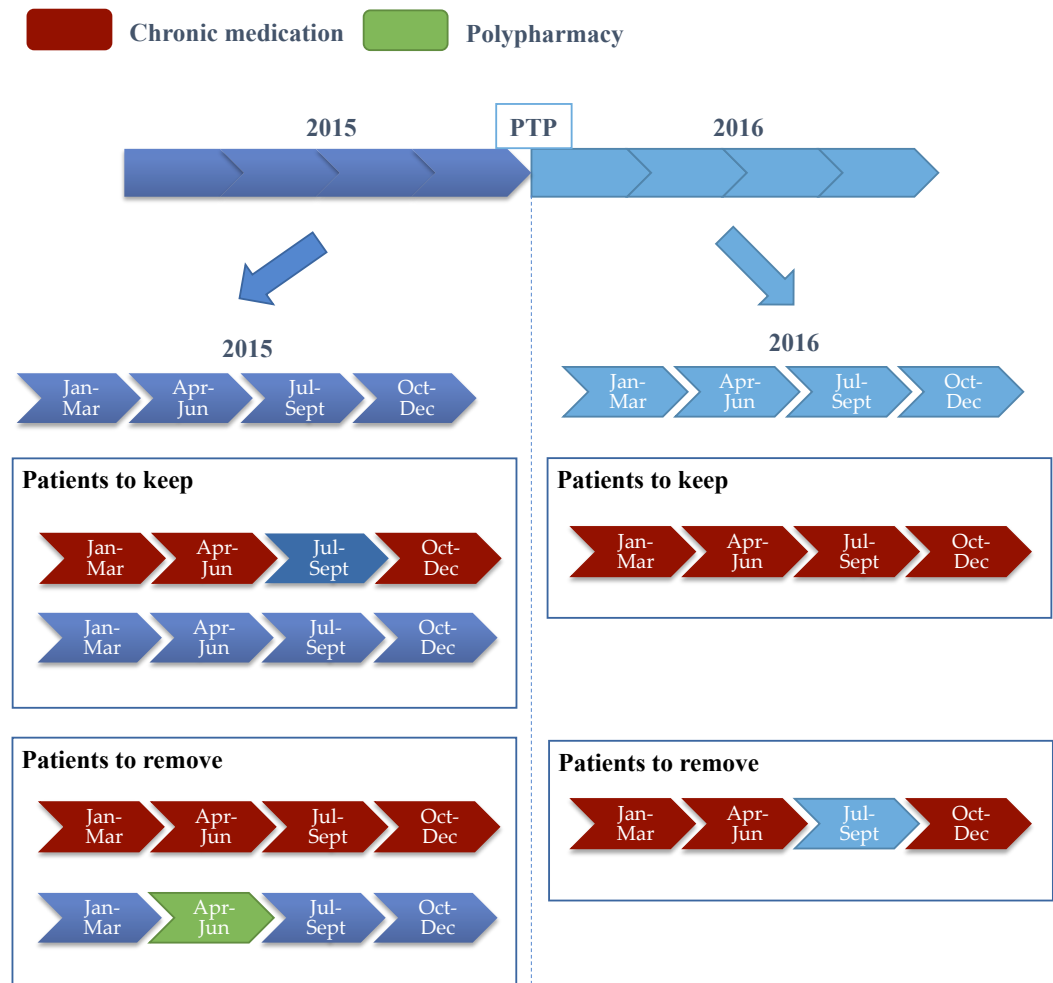 Chronic medication
Polypharmacy
2015
PTP
2016
2015
Jan-
Mar
Apr-
Jun
Jul-
Sept
Oct-
Dec
2016
Jan-
Mar
Apr-
Jun
Jul-
Sept
Oct-
Dec
Patients to keep
Jan-
Mar
Apr-
Jun
Jul-
Sept
Oct-
Dec
Jan-
Mar
Apr-
Jun
Jul-
Sept
Oct-
Dec
Patients to keep
Jan-
Mar
Apr-
Jun
Jul-
Sept
Oct-
Dec
Patients to remove
Jan-
Mar
Apr-
Jun
Jul-
Sept
Oct-
Dec
Jan-
Mar
Apr-
Jun
Jul-
Sept
Oct-
Dec
Patients to remove
Jan-
Mar
Apr-
Jun
Jul-
Sept
Oct-
Dec